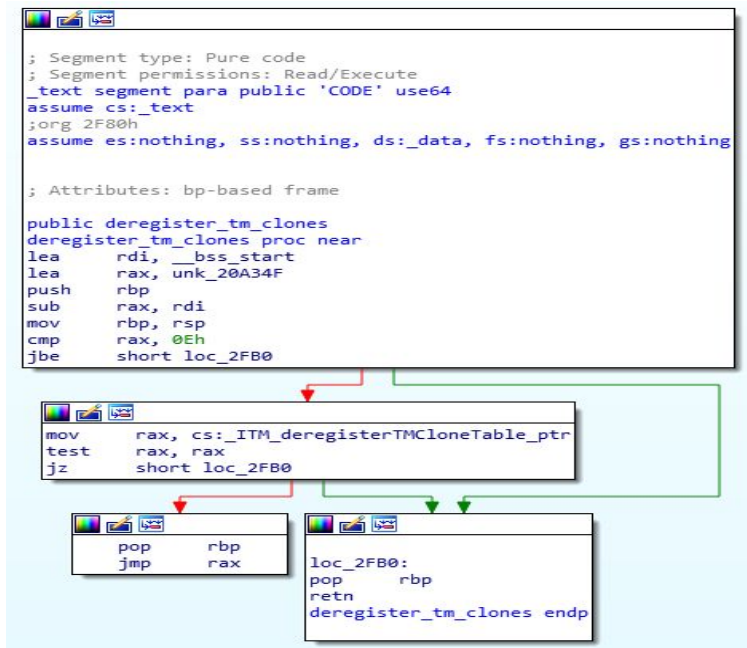 ; Segment type: Pure code
; Segment permissions: Read/Execute
_text segment para public 'CODE' use64
assume cs:_text
;org 2F80h
assume es:nothing, ss:nothing, ds:_data, fs:nothing, gs:nothing
; Attributes: bp-based frame
public deregister_tm_clones
deregister_tm_clones proc near
lea rdi, __bss_start
lea rax, unk_20A34F
push rbp
sub rax, rdi
mov rbp, rsp
cmp rax, 0Eh
jbe short loc_2FB0
mov rax, cs:_ITM_deregisterTMCloneTable_ptr
test rax, rax
jz short loc_2FB0
pop rbp
jmp rax
loc_2FB0:
pop rbp
retn
deregister_tm_clones endp